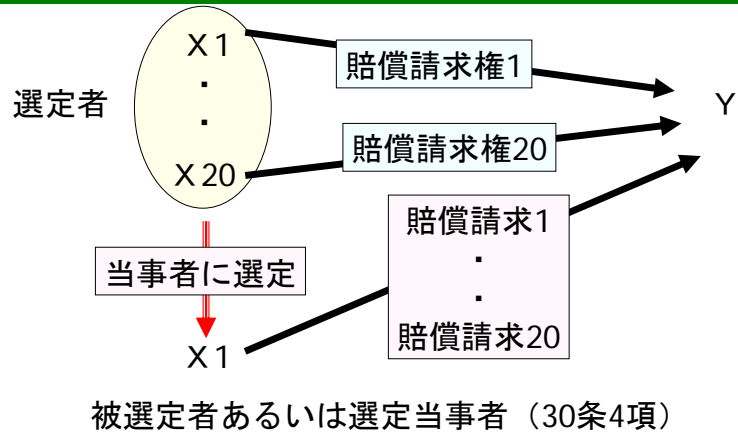 X1
・
・
X20
選定者
賠償請求権1
賠償請求権20
Y
当事者に選定
X1
賠償請求1
・
・
賠償請求20
被選定者あるいは選定当事者（30条4項）